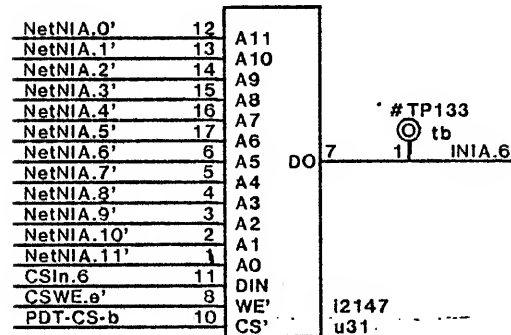 NetNIA.0' 12 A11
NetNIA.1' 13 A10
NetNIA.2' 14 A9
NetNIA.3' 15 A8
NetNIA.4' 16 A7
NetNIA.5' 17 A6
NetNIA.6' 6 A5 DO 7 1 INIA.6
#TP133
tb
NetNIA.7' 5 A4
NetNIA.8' 4 A3
NetNIA.9' 3 A2
NetNIA.10' 2 A1
NetNIA.11' 1 A0
CSIn.6 11 DIN
CSWE.e' 8 WE' i2147
PDT-CS-b 10 CS' u31